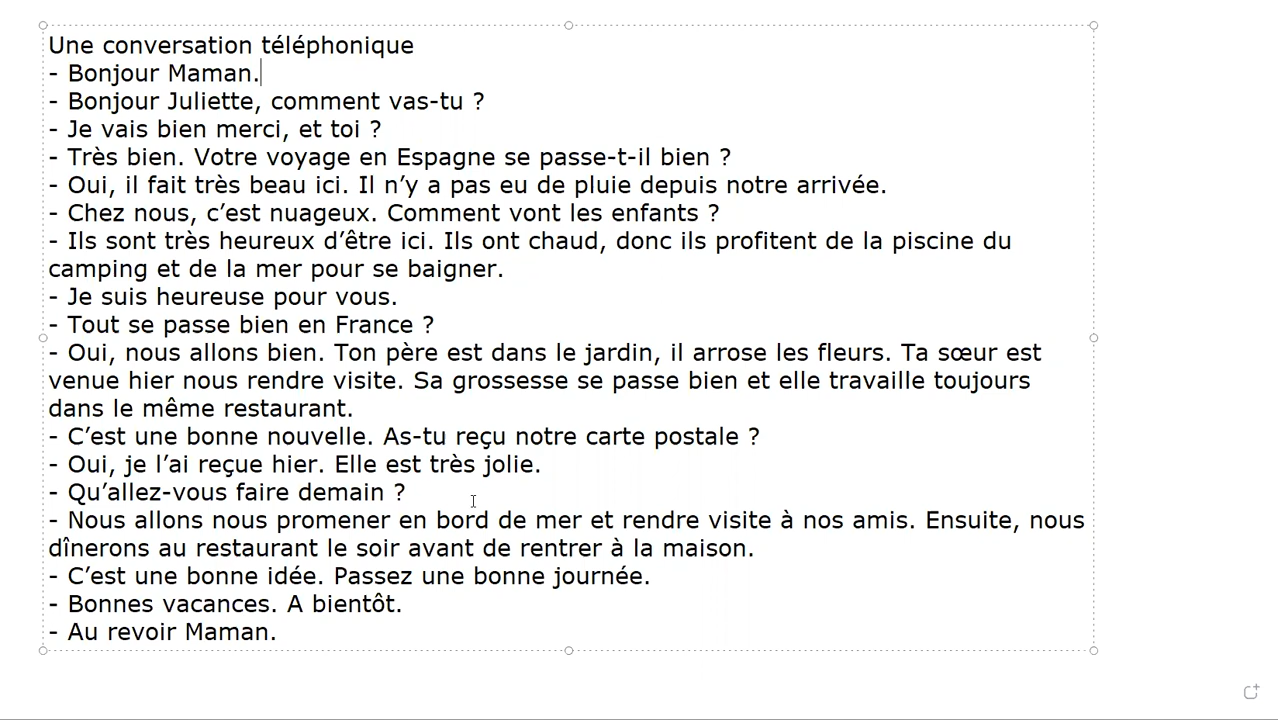 Une conversation téléphonique
- Bonjour Maman.
- Bonjour Juliette, comment vas-tu ?
- Je vais bien merci, et toi ?
- Très bien. Votre voyage en Espagne se passe-t-il bien ?
- Oui, il fait très beau ici. Il n’y a pas eu de pluie depuis notre arrivée.
- Chez nous, c’est nuageux. Comment vont les enfants ?
- Ils sont très heureux d’être ici. Ils ont chaud, donc ils profitent de la piscine du
camping et de la mer pour se baigner.
- Je suis heureuse pour vous.
- Tout se passe bien en France ?
- Oui, nous allons bien. Ton père est dans le jardin, il arrose les fleurs. Ta sœur est
venue hier nous rendre visite. Sa grossesse se passe bien et elle travaille toujours
dans le même restaurant.
- C’est une bonne nouvelle. As-tu reçu notre carte postale ?
- Oui, je l’ai reçue hier. Elle est très jolie.
- Qu’allez-vous faire demain ?
- Nous allons nous promener en bord de mer et rendre visite à nos amis. Ensuite, nous
dînerons au restaurant le soir avant de rentrer à la maison.
- C’est une bonne idée. Passez une bonne journée.
- Bonnes vacances. A bientôt.
- Au revoir Maman.